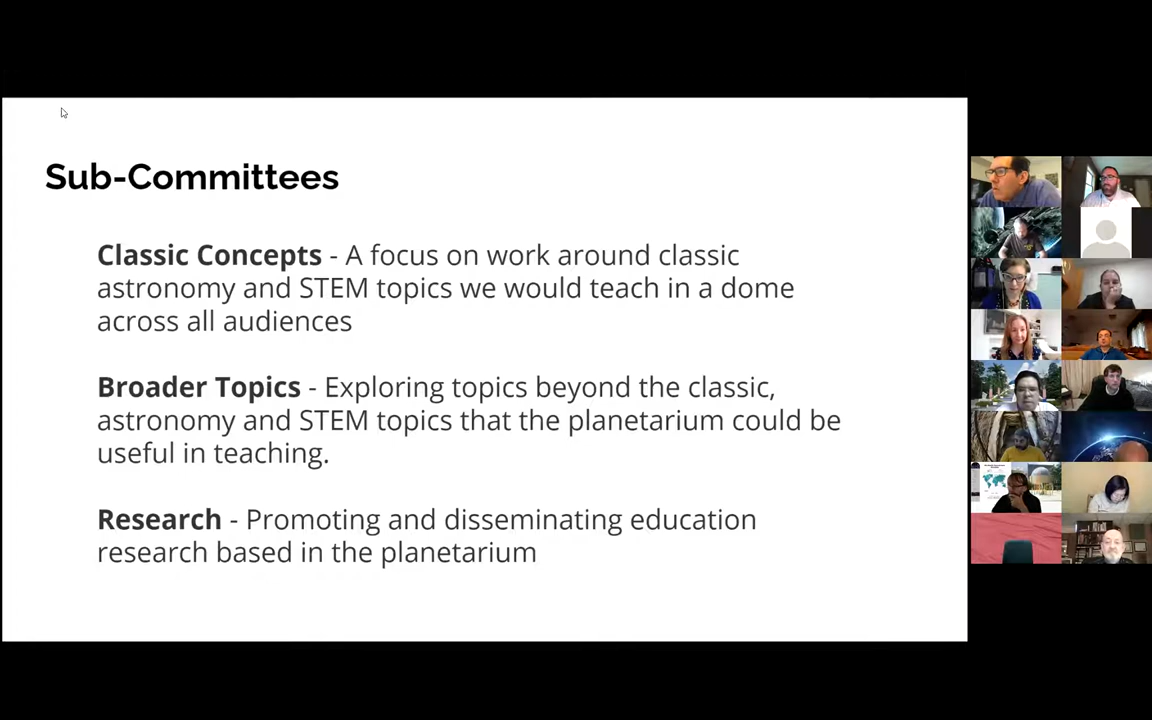 Sub-Committees
Classic Concepts - A focus on work around classic
astronomy and STEM topics we would teach in a dome
across all audiences
Broader Topics - Exploring topics beyond the classic,
astronomy and STEM topics that the planetarium could be
useful in teaching.
Research - Promoting and disseminating education
research based in the planetarium